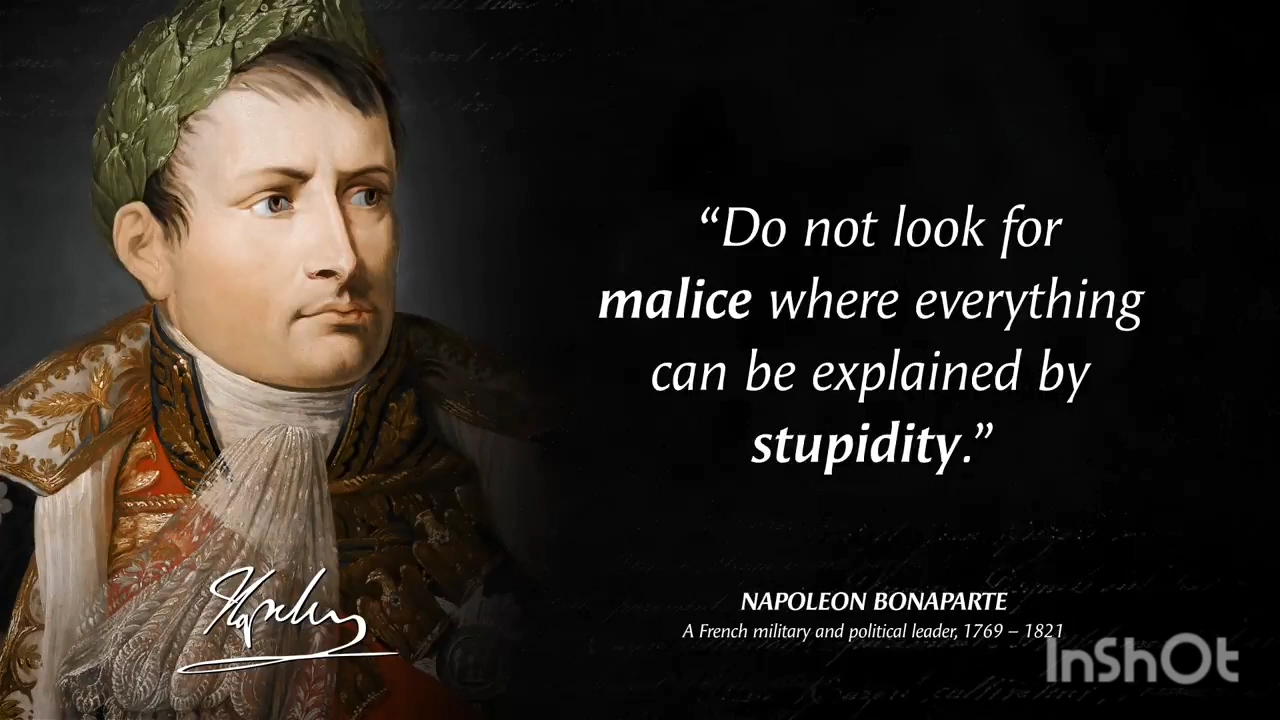 “Do not look for
malice where everything
can be explained by
stupidity.”
NAPOLEON BONAPARTE
A French military and political leader, 1769 – 1821
InShOt